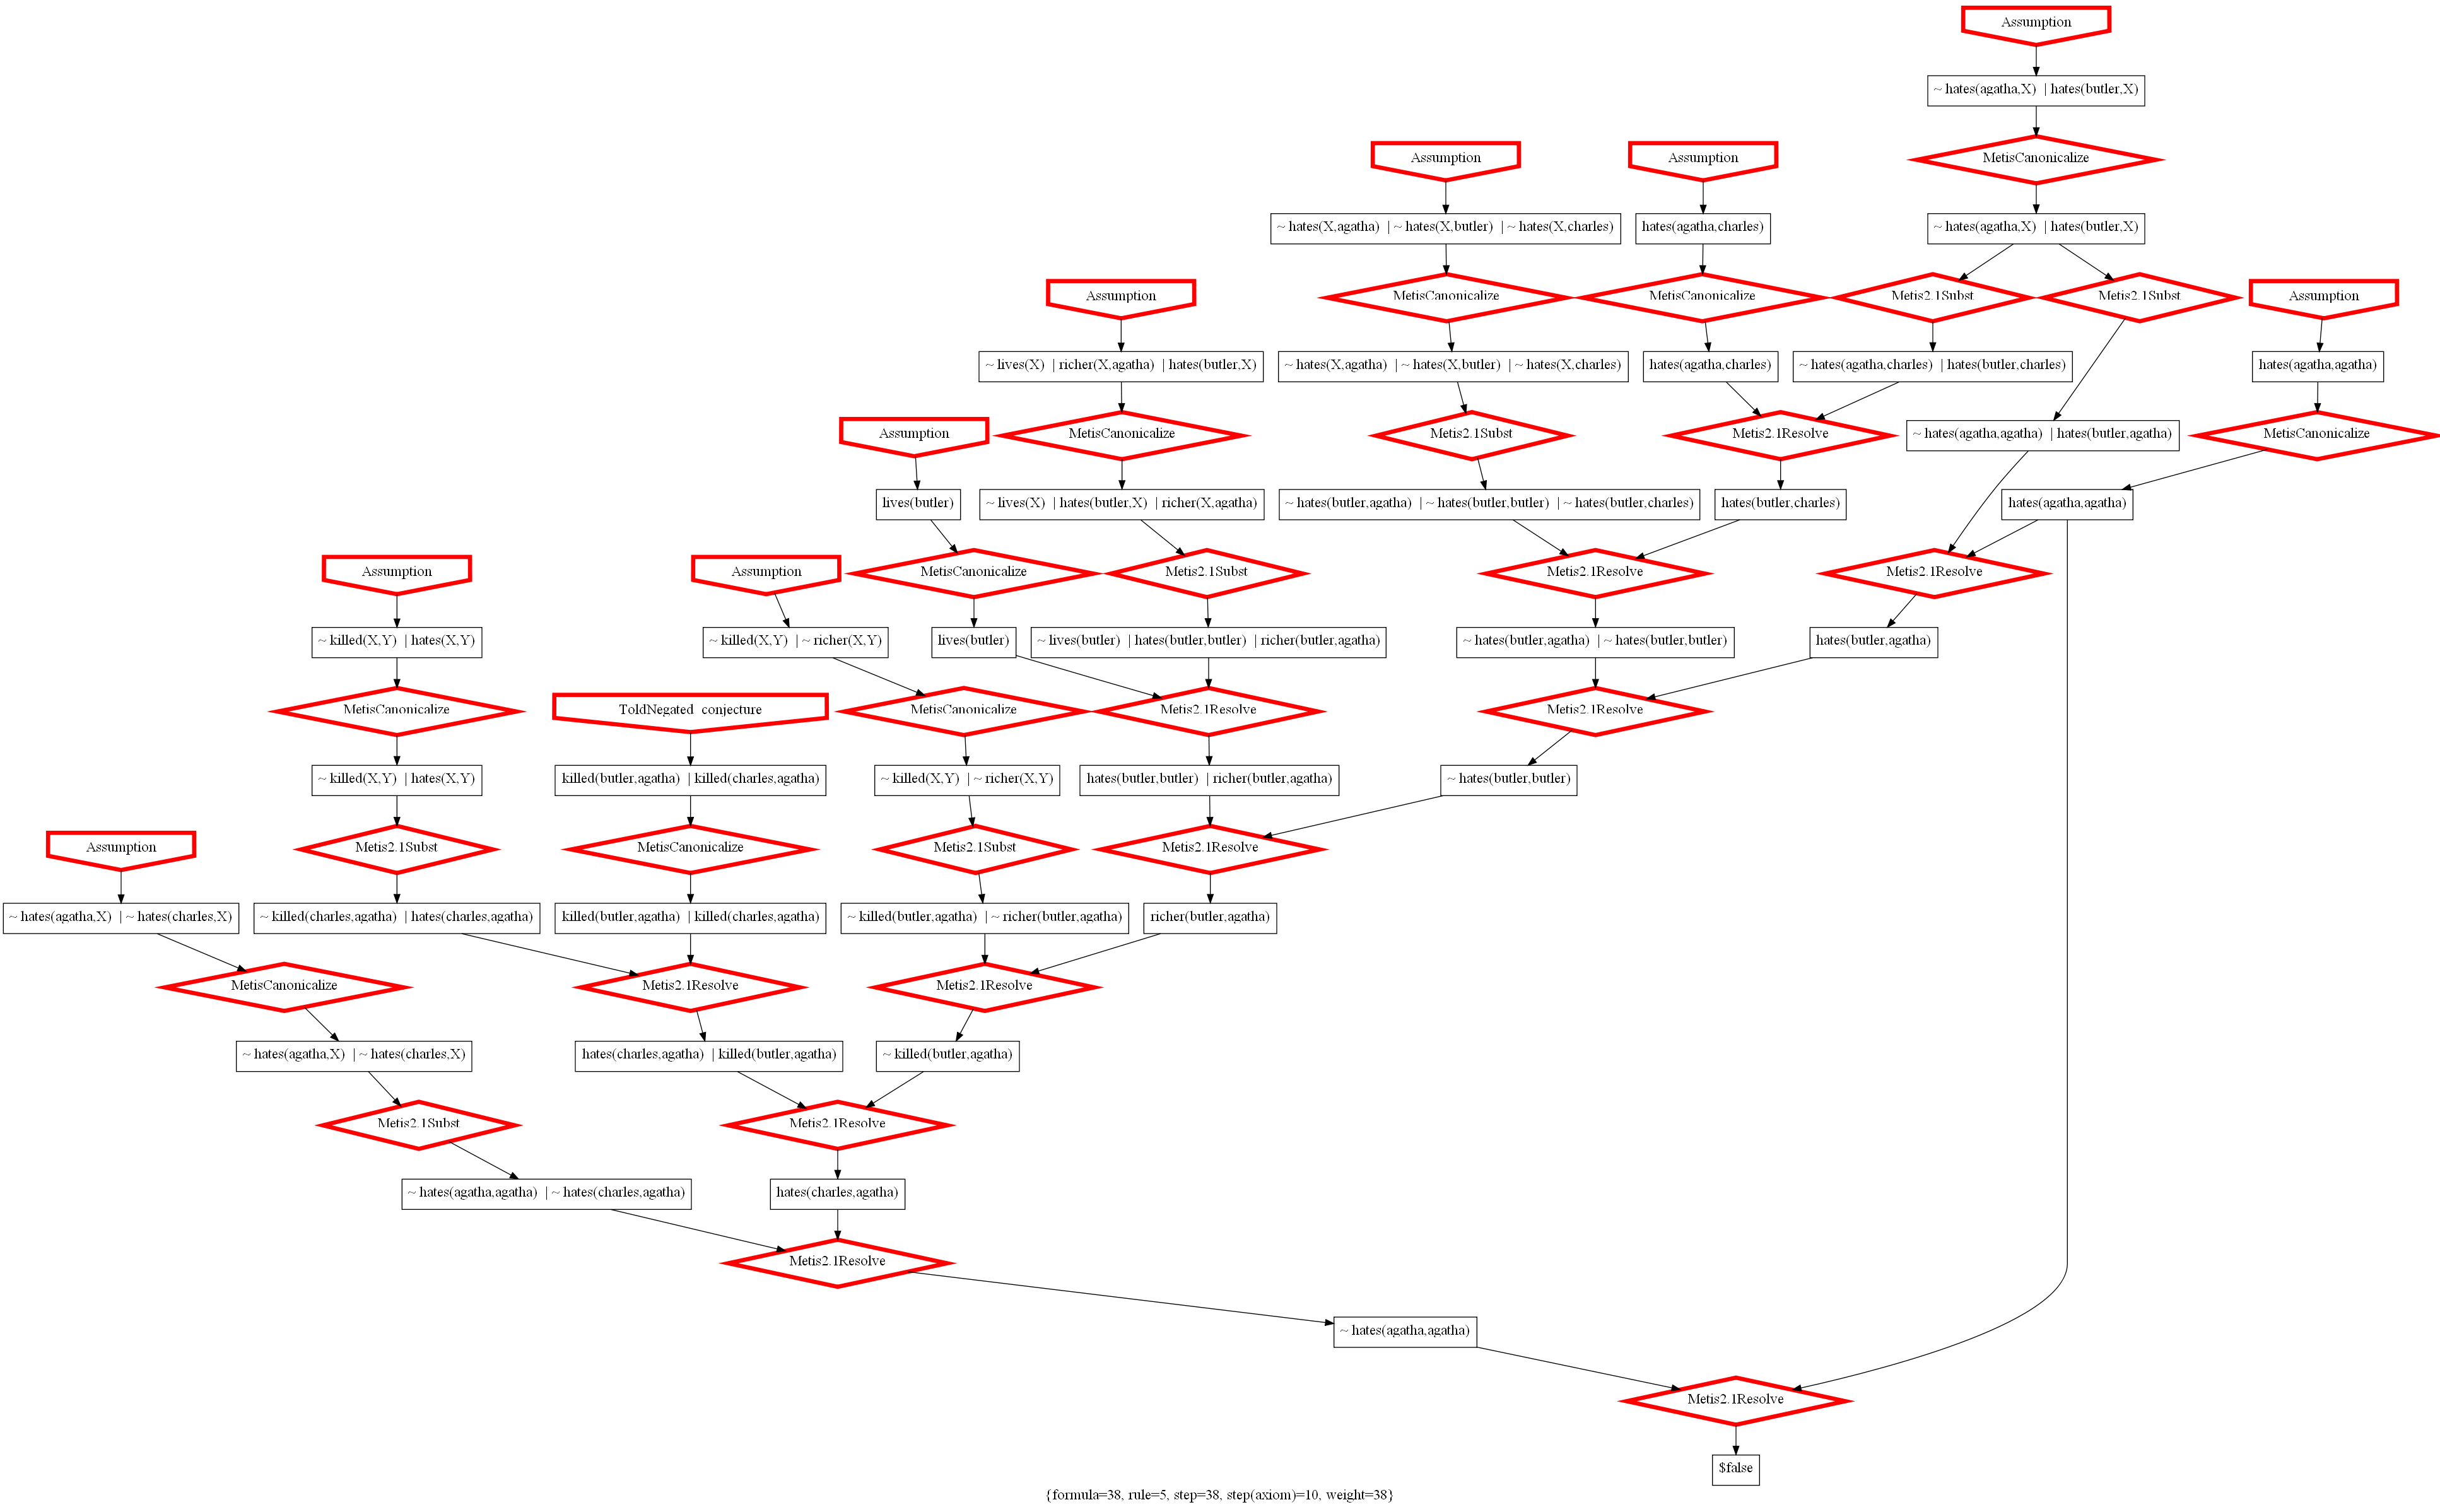 Assumption
~ hates(agatha,X) | hates(butler,X)
Assumption
Assumption
MetisCanonicalize
~ hates(X,agatha) | ~ hates(X,butler) | ~ hates(X,charles)
hates(agatha,charles)
~ hates(agatha,X) | hates(butler,X)
Assumption
MetisCanonicalize
MetisCanonicalize
Metis2.1Subst
Metis2.1Subst
Assumption
~ lives(X) | richer(X,agatha) | hates(butler,X)
~ hates(X,agatha) | ~ hates(X,butler) | ~ hates(X,charles)
hates(agatha,charles)
~ hates(agatha,charles) | hates(butler,charles)
hates(agatha,agatha)
Assumption
MetisCanonicalize
Metis2.1Subst
Metis2.1Resolve
~ hates(agatha,agatha) | hates(butler,agatha)
MetisCanonicalize
lives(butler)
~ lives(X) | hates(butler,X) | richer(X,agatha)
~ hates(butler,agatha) | ~ hates(butler,butler) | ~ hates(butler,charles)
hates(butler,charles)
hates(agatha,agatha)
Assumption
Assumption
MetisCanonicalize
Metis2.1Subst
Metis2.1Resolve
Metis2.1Resolve
~ killed(X,Y) | hates(X,Y)
~ killed(X,Y) | ~ richer(X,Y)
lives(butler)
~ lives(butler) | hates(butler,butler) | richer(butler,agatha)
~ hates(butler,agatha) | ~ hates(butler,butler)
hates(butler,agatha)
MetisCanonicalize
ToldNegated_conjecture
MetisCanonicalize
Metis2.1Resolve
Metis2.1Resolve
~ killed(X,Y) | hates(X,Y)
killed(butler,agatha) | killed(charles,agatha)
~ killed(X,Y) | ~ richer(X,Y)
hates(butler,butler) | richer(butler,agatha)
~ hates(butler,butler)
Assumption
Metis2.1Subst
MetisCanonicalize
Metis2.1Subst
Metis2.1Resolve
~ hates(agatha,X) | ~ hates(charles,X)
~ killed(charles,agatha) | hates(charles,agatha)
killed(butler,agatha) | killed(charles,agatha)
~ killed(butler,agatha) | ~ richer(butler,agatha)
richer(butler,agatha)
MetisCanonicalize
Metis2.1Resolve
Metis2.1Resolve
~ hates(agatha,X) | ~ hates(charles,X)
hates(charles,agatha) | killed(butler,agatha)
~ killed(butler,agatha)
Metis2.1Subst
Metis2.1Resolve
~ hates(agatha,agatha) | ~ hates(charles,agatha)
hates(charles,agatha)
Metis2.1Resolve
~ hates(agatha,agatha)
Metis2.1Resolve
$false
{formula=38, rule=5, step=38, step(axiom)=10, weight=38}